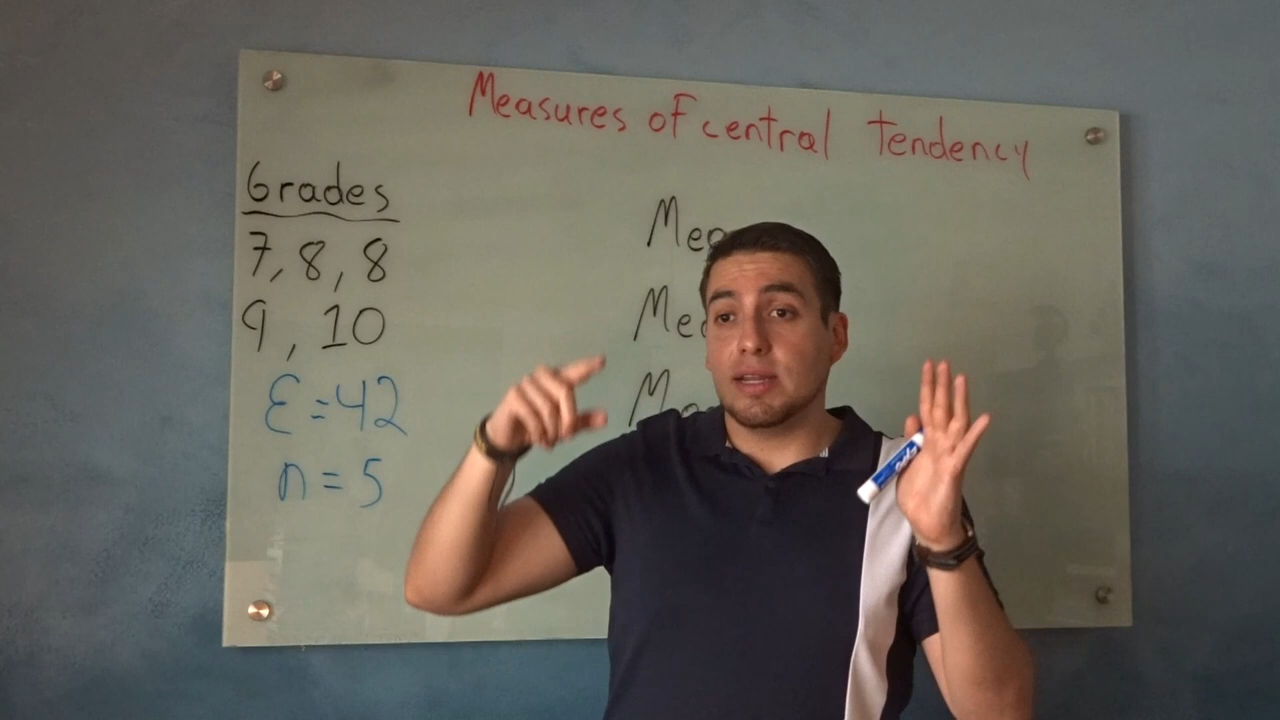 Measures of central Tendency
Grades
7, 8, 8
9, 10
Ɛ = 42
n = 5